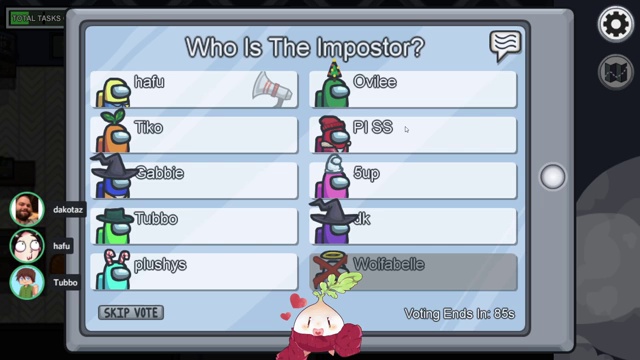 TOTAL TASKS
Who Is The Impostor?
hafu
Ovilee
Tiko
PI SS
Gabbie
5up
Tubbo
dk
plushys
Wolfabelle
dakotaz
hafu
Tubbo
SKIP VOTE
Voting Ends In: 85s